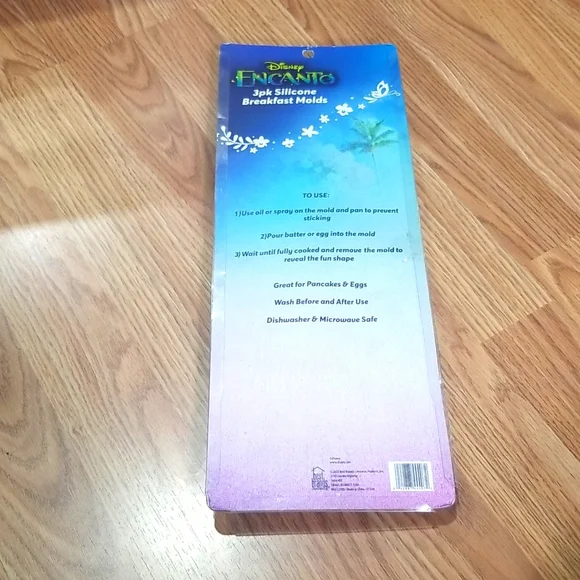 Disney
ENCANTO
3pk Silicone
Breakfast Molds
TO USE:
1)Use oil or spray on the mold and pan to prevent
sticking
2)Pour batter or egg into the mold
3) Wait until fully cooked and remove the mold to
reveal the fun shape
Great for Pancakes & Eggs
Wash Before and After Use
Dishwasher & Microwave Safe